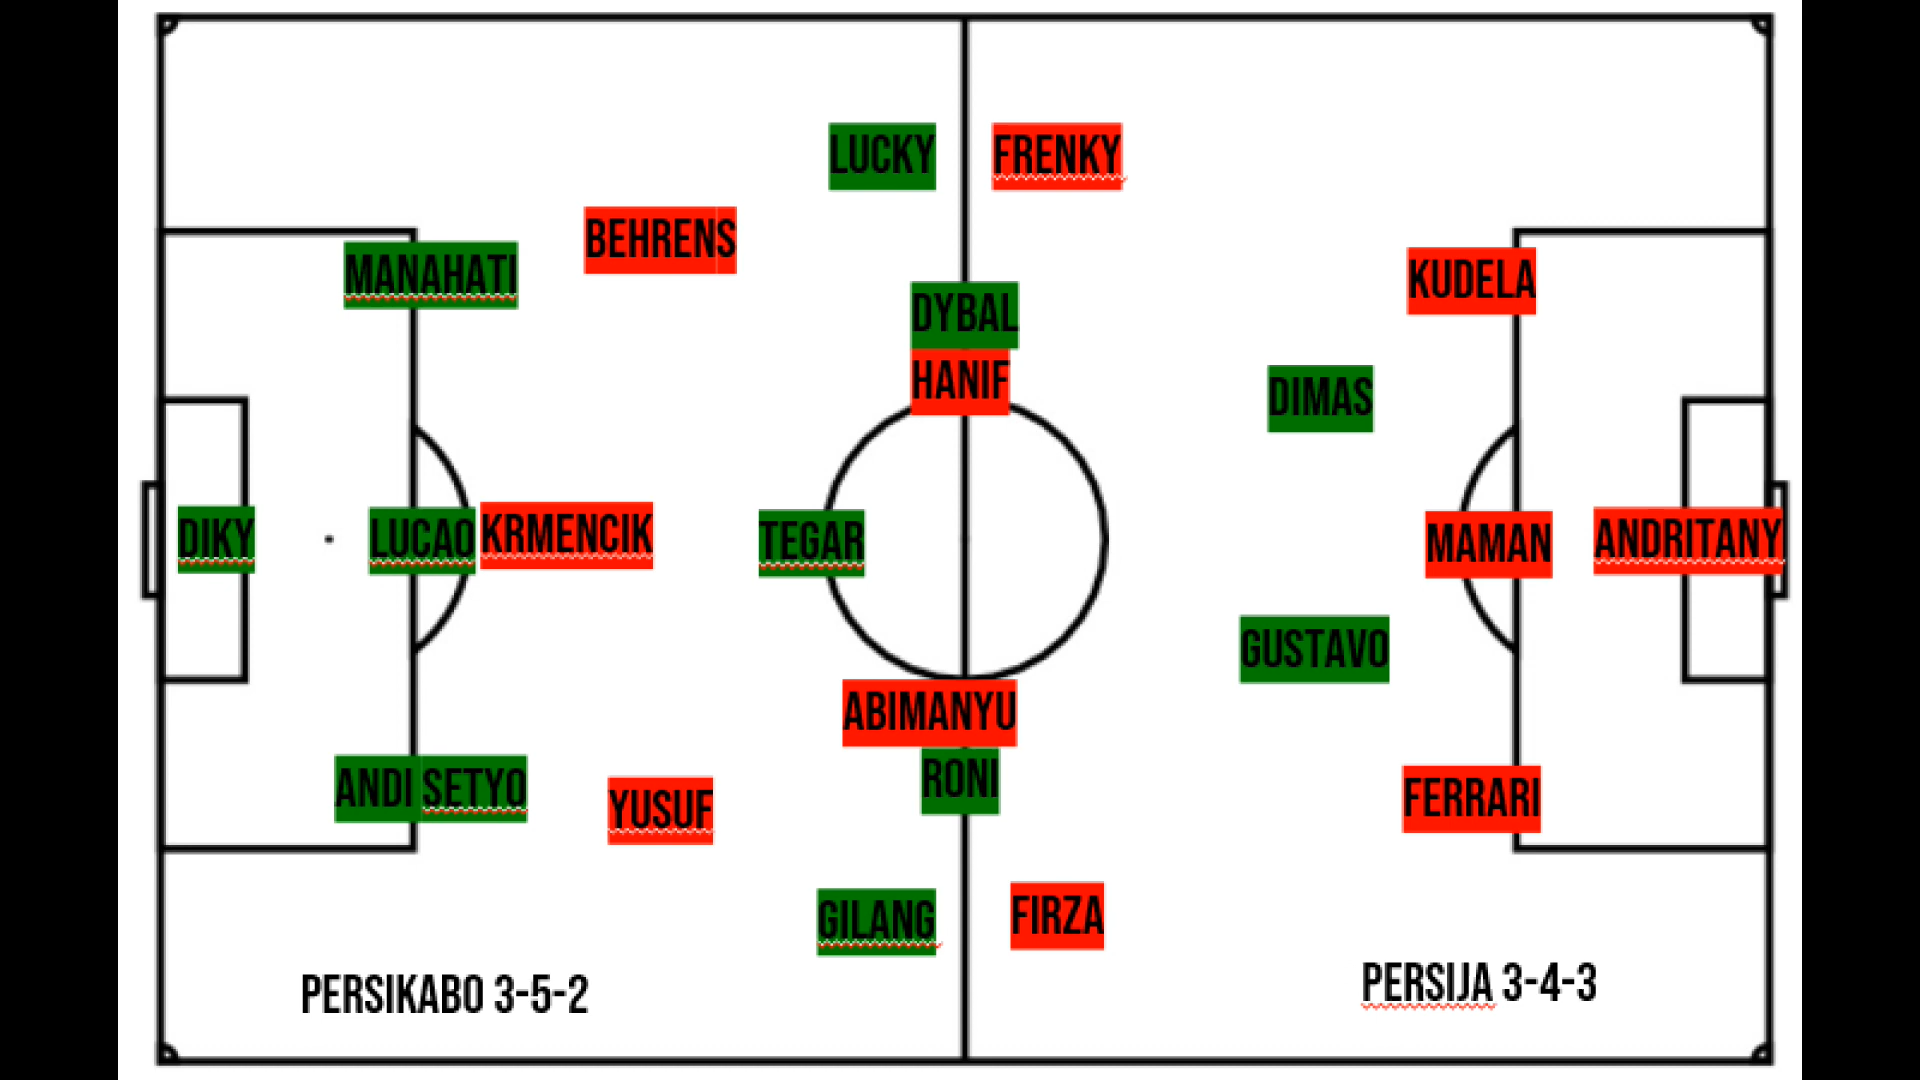 LUCKY
FRENKY
BEHRENS
MANAHATI
KUDELA
DYBAL
HANIF
DIMAS
DIKY
LUCAO
KRMENCIK
TEGAR
MAMAN
ANDRITANY
GUSTAVO
ABIMANYU
RONI
ANDI SETYO
YUSUF
FERRARI
GILANG
FIRZA
PERSIKABO 3-5-2
PERSIJA 3-4-3